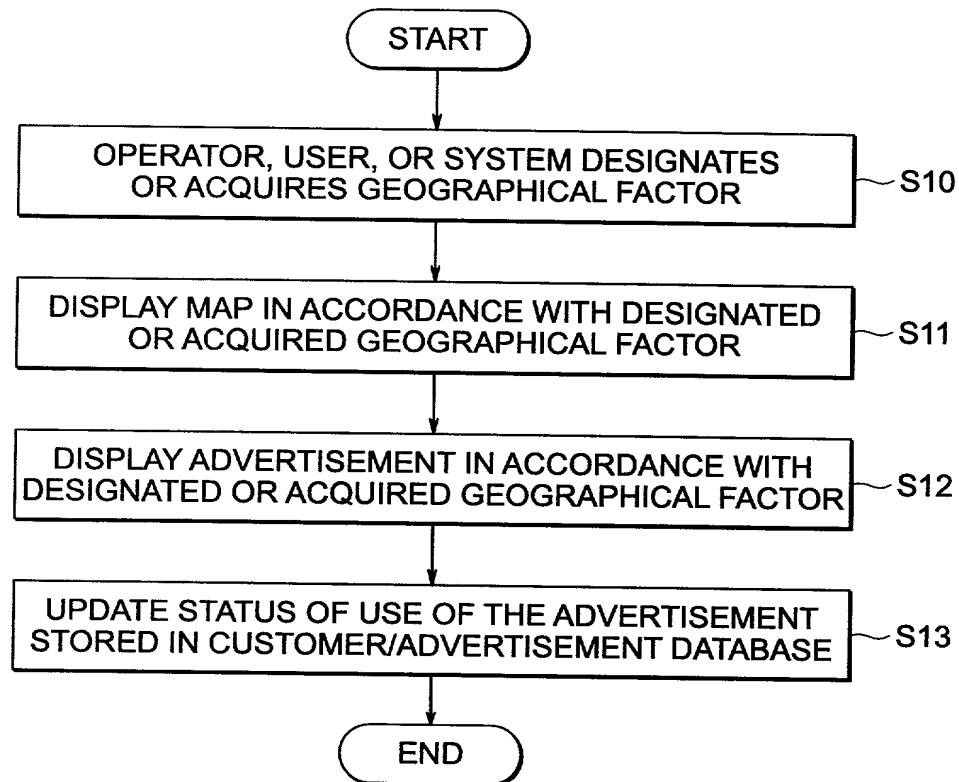 START
OPERATOR, USER, OR SYSTEM DESIGNATES
OR ACQUIRES GEOGRAPHICAL FACTOR
S10
DISPLAY MAP IN ACCORDANCE WITH DESIGNATED
OR ACQUIRED GEOGRAPHICAL FACTOR
S11
DISPLAY ADVERTISEMENT IN ACCORDANCE WITH
DESIGNATED OR ACQUIRED GEOGRAPHICAL FACTOR
S12
UPDATE STATUS OF USE OF THE ADVERTISEMENT
STORED IN CUSTOMER/ADVERTISEMENT DATABASE
S13
END